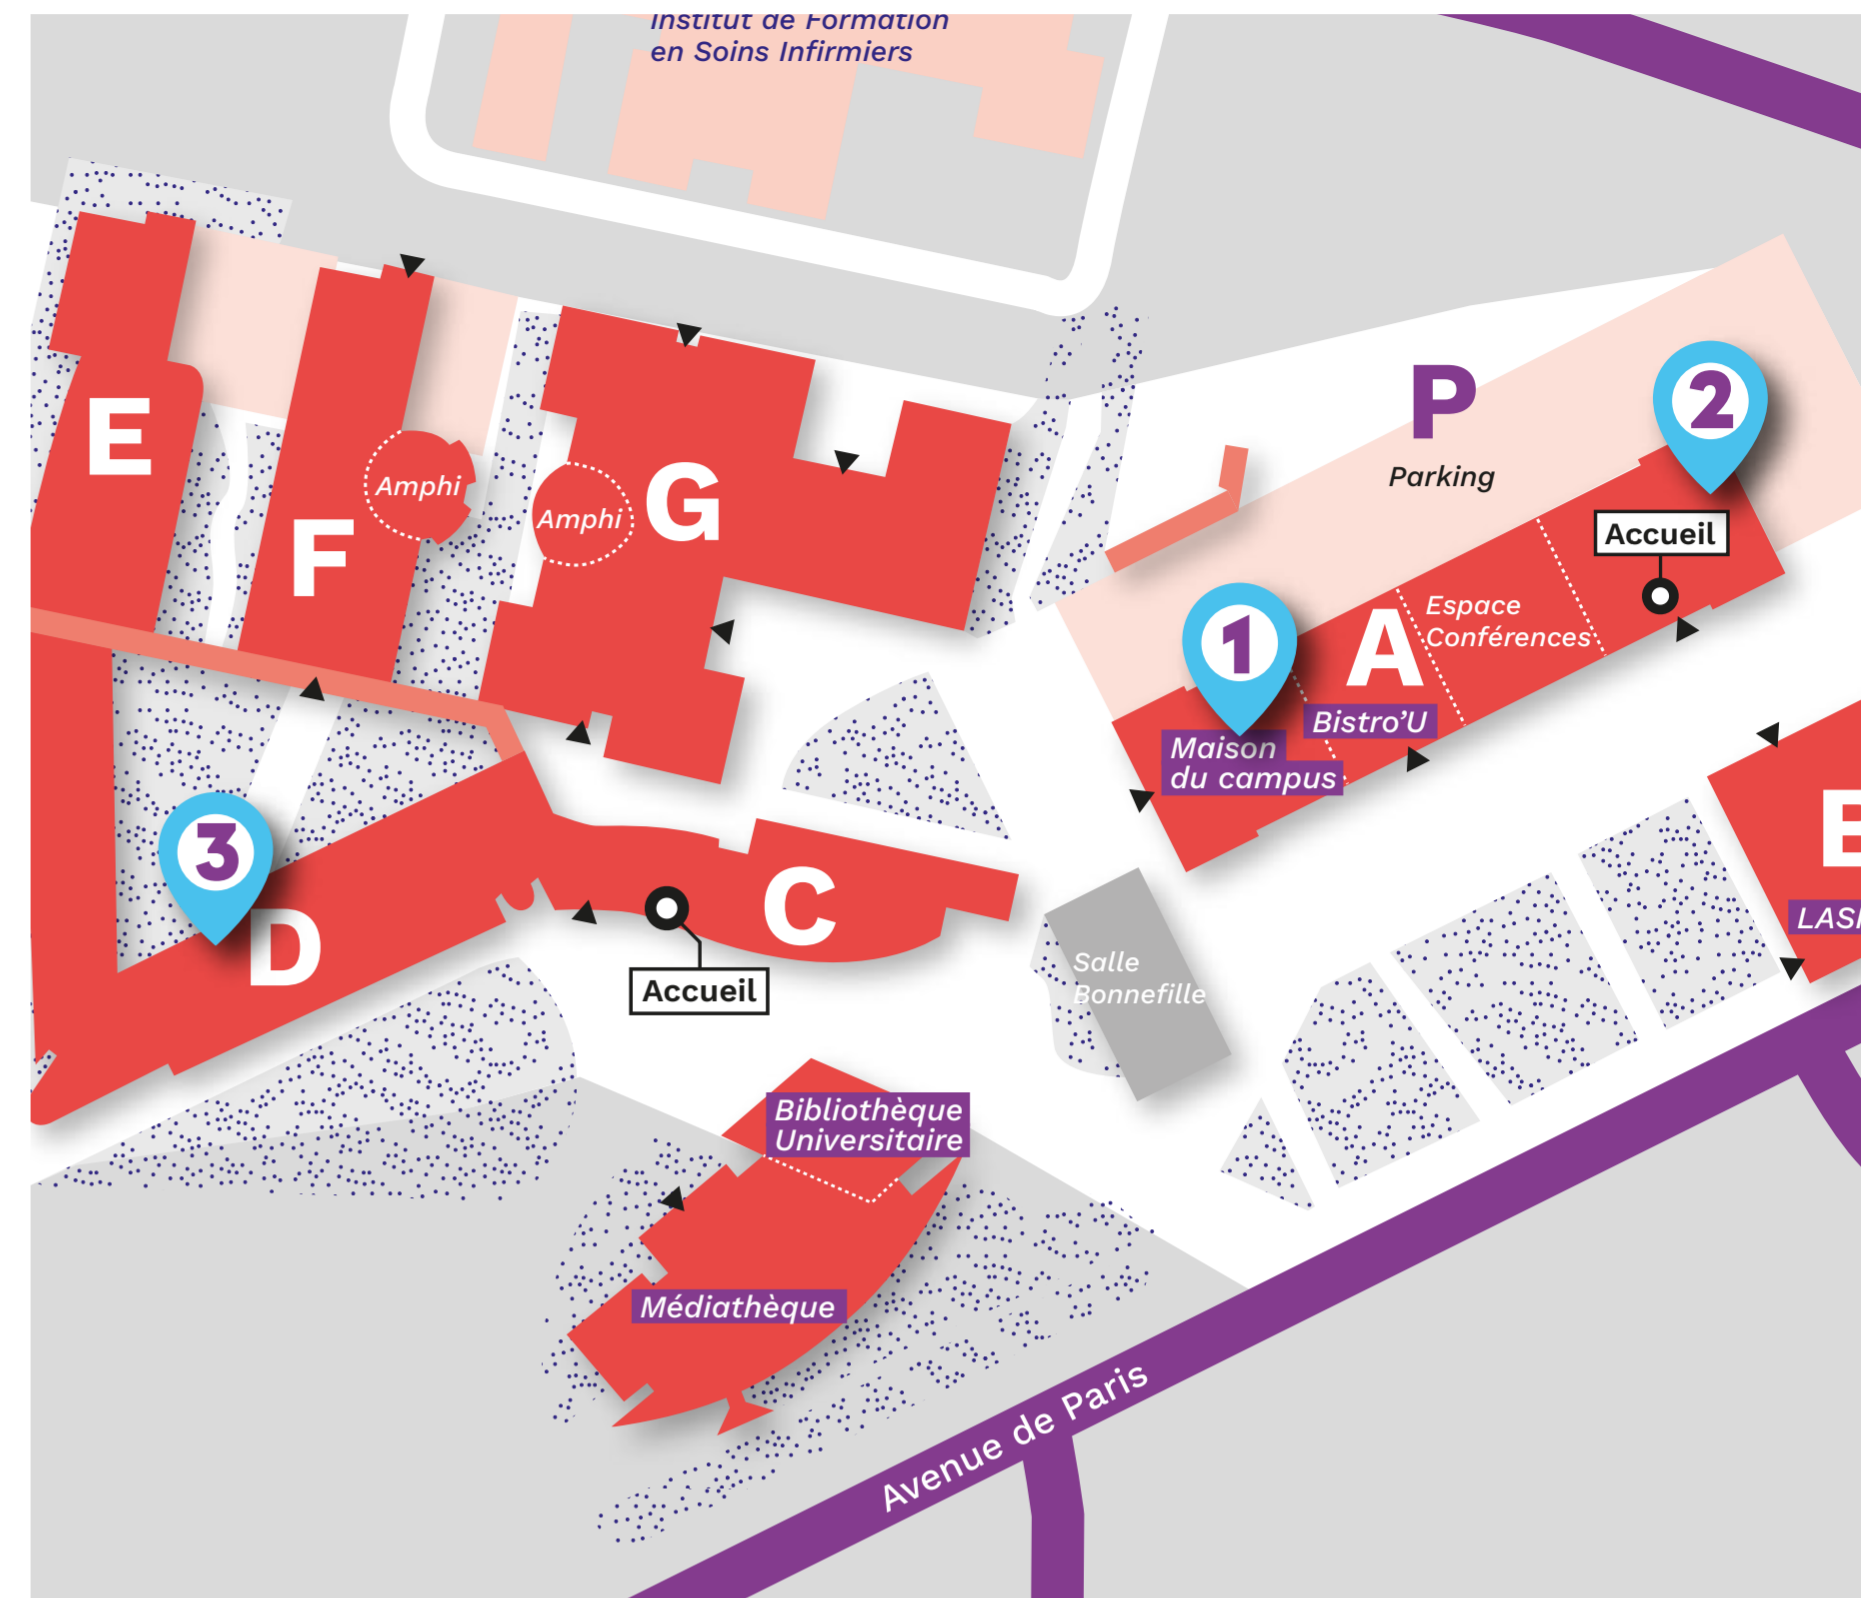 Institut de Formation
en Soins Infirmiers
P
Parking
2
Accueil
E
F
Amphi
Amphi
G
1
A
Espace
Conférences
Bistro'U
Maison
du campus
3
D
C
Accueil
Salle
Bonnefille
Bibliothèque
Universitaire
Médiathèque
Avenue de Paris